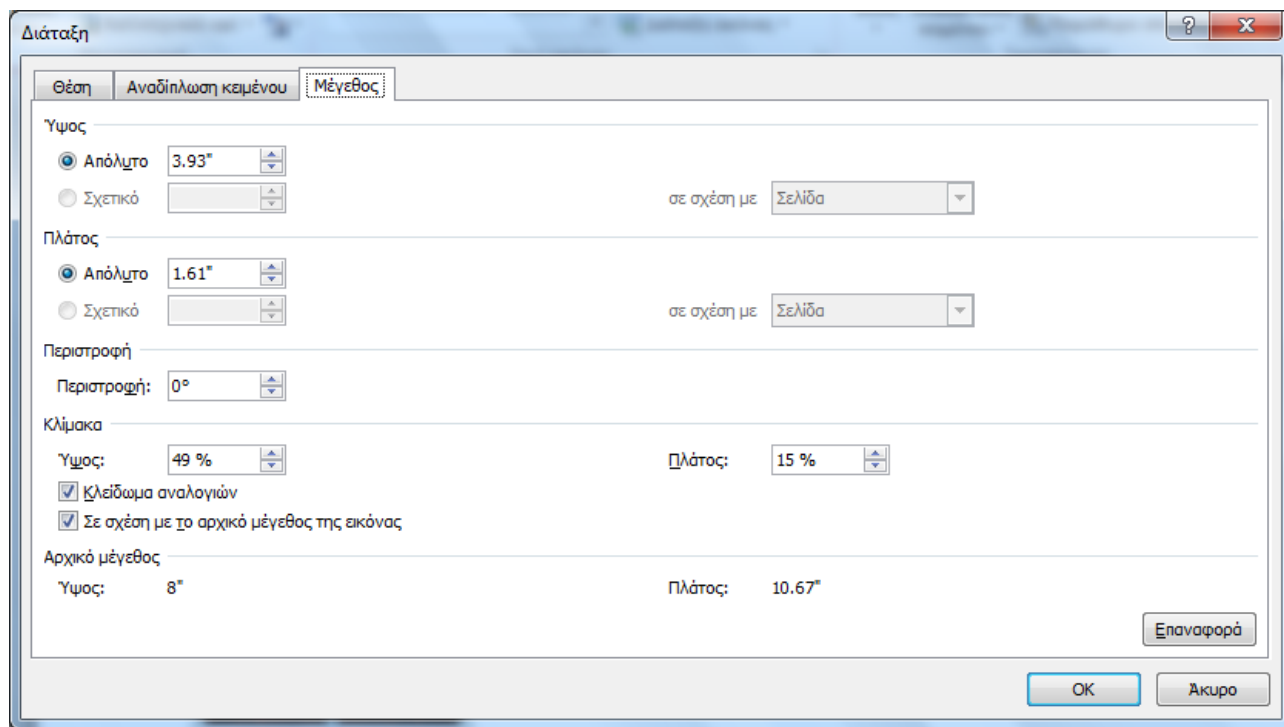 Διάταξη
Θέση Αναδίπλωση κειμένου Μέγεθος
Ύψος
Απόλυτο 3.93"
Σχετικό σε σχέση με Σελίδα
Πλάτος
Απόλυτο 1.61"
Σχετικό σε σχέση με Σελίδα
Περιστροφή
Περιστροφή: 0°
Κλίμακα
Ύψος: 49 % Πλάτος: 15 %
Κλείδωμα αναλογιών
Σε σχέση με το αρχικό μέγεθος της εικόνας
Αρχικό μέγεθος
Ύψος: 8" Πλάτος: 10.67"
Επαναφορά
OK Άκυρο